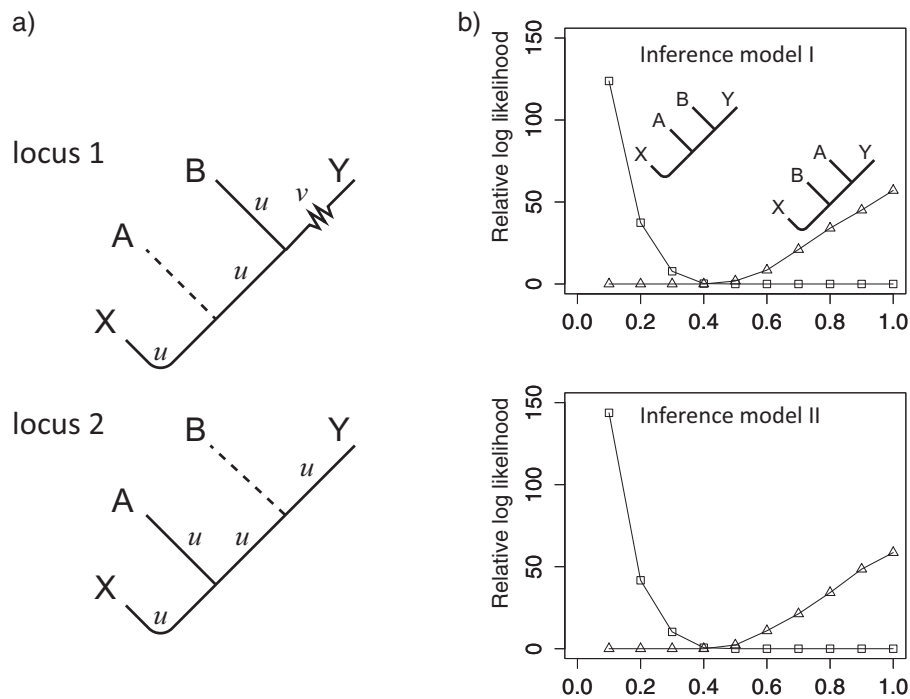 a)
locus 1
A
B
Y
X
u
u
u
v
locus 2
A
B
Y
X
u
u
u
u
b)
Relative log likelihood
150
100
50
0
Inference model I
X
A
B
Y
X
B
A
Y
0.0 0.2 0.4 0.6 0.8 1.0
Relative log likelihood
150
100
50
0
Inference model II
0.0 0.2 0.4 0.6 0.8 1.0